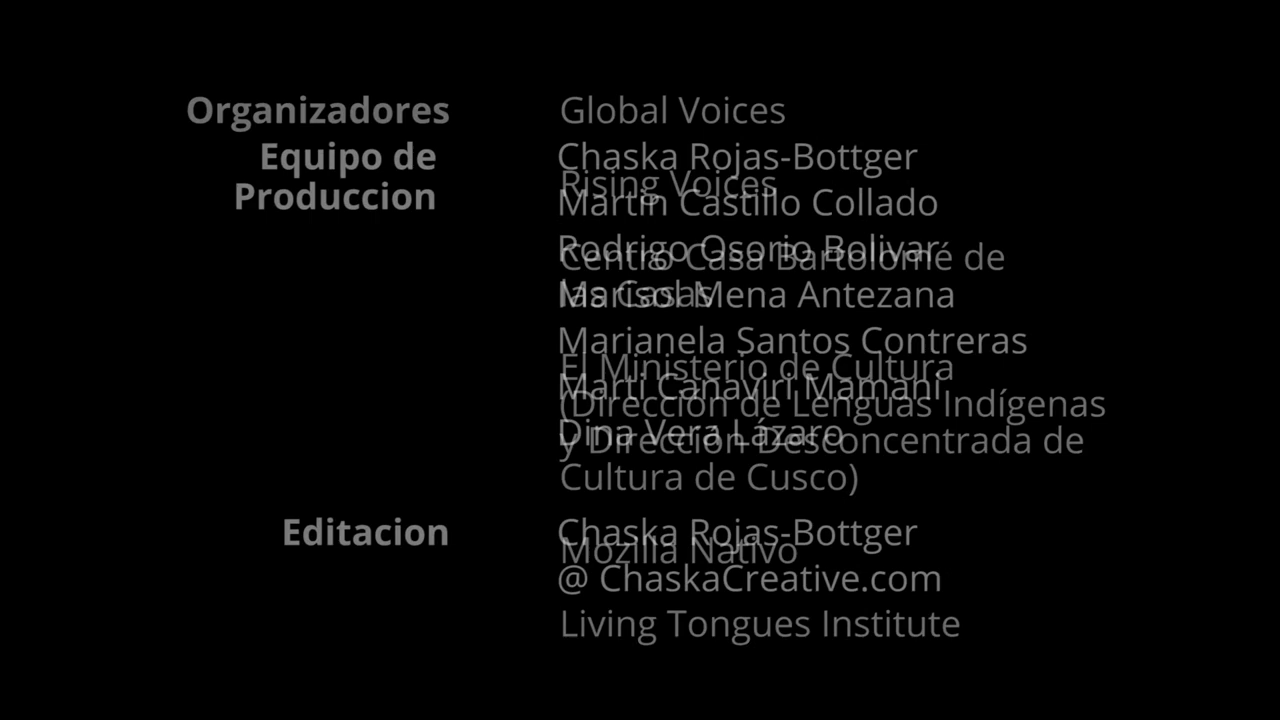 Organizadores
Global Voices
Rising Voices
Centro Casa Bartolomé de
las Casas
El Ministerio de Cultura
(Dirección de Lenguas Indígenas
y Dirección Desconcentrada de
Cultura de Cusco)
Mozilla Nativo
Living Tongues Institute
Equipo de
Produccion
Chaska Rojas-Bottger
Martín Castillo Collado
Rodrigo Osorio Bolivar
Marisol Mena Antezana
Marianela Santos Contreras
Marti Canaviri Mamani
Dina Vera Lázaro
Editacion
Chaska Rojas-Bottger
@ ChaskaCreative.com